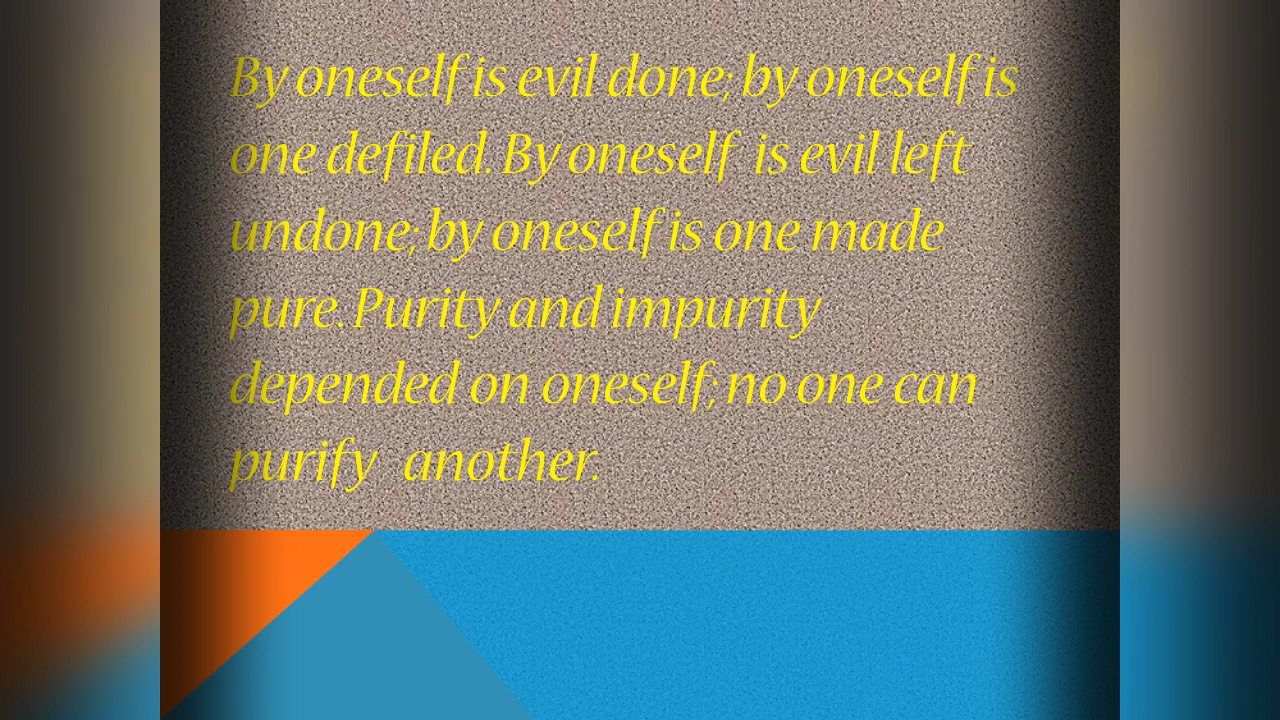 By oneself is evil done; by oneself is
one defiled. By oneself is evil left
undone; by oneself is one made
pure. Purity and impurity
depended on oneself; no one can
purify another.